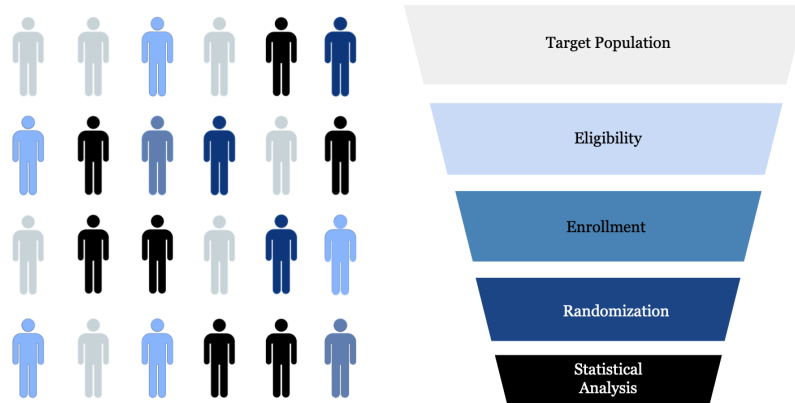 Target Population
Eligibility
Enrollment
Randomization
Statistical
Analysis